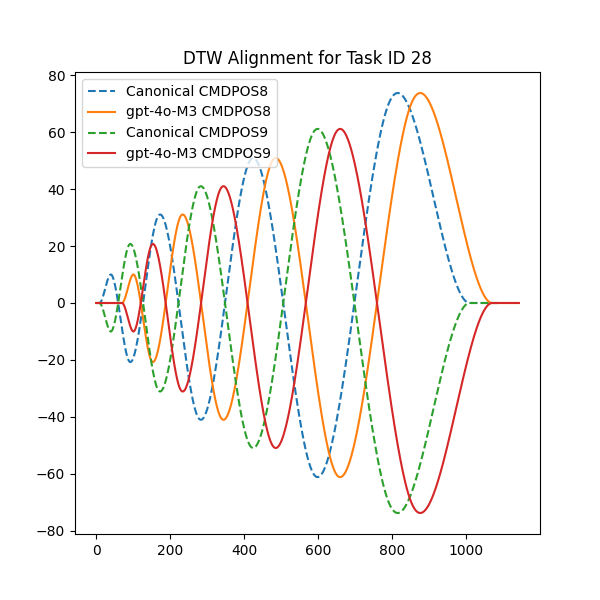 DTW Alignment for Task ID 28
Canonical CMDPOS8
gpt-4o-M3 CMDPOS8
Canonical CMDPOS9
gpt-4o-M3 CMDPOS9
80
60
40
20
0
−20
−40
−60
−80
0 200 400 600 800 1000